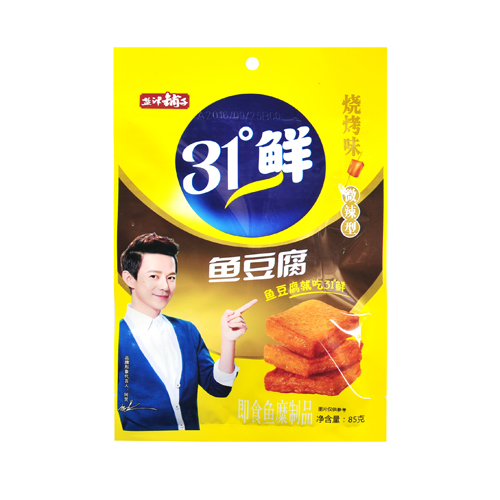 盐津铺子
31°鲜
烧烤味
微辣型
鱼豆腐
鱼豆腐就吃31°鲜
即食鱼糜制品
图片仅供参考
净含量：85克